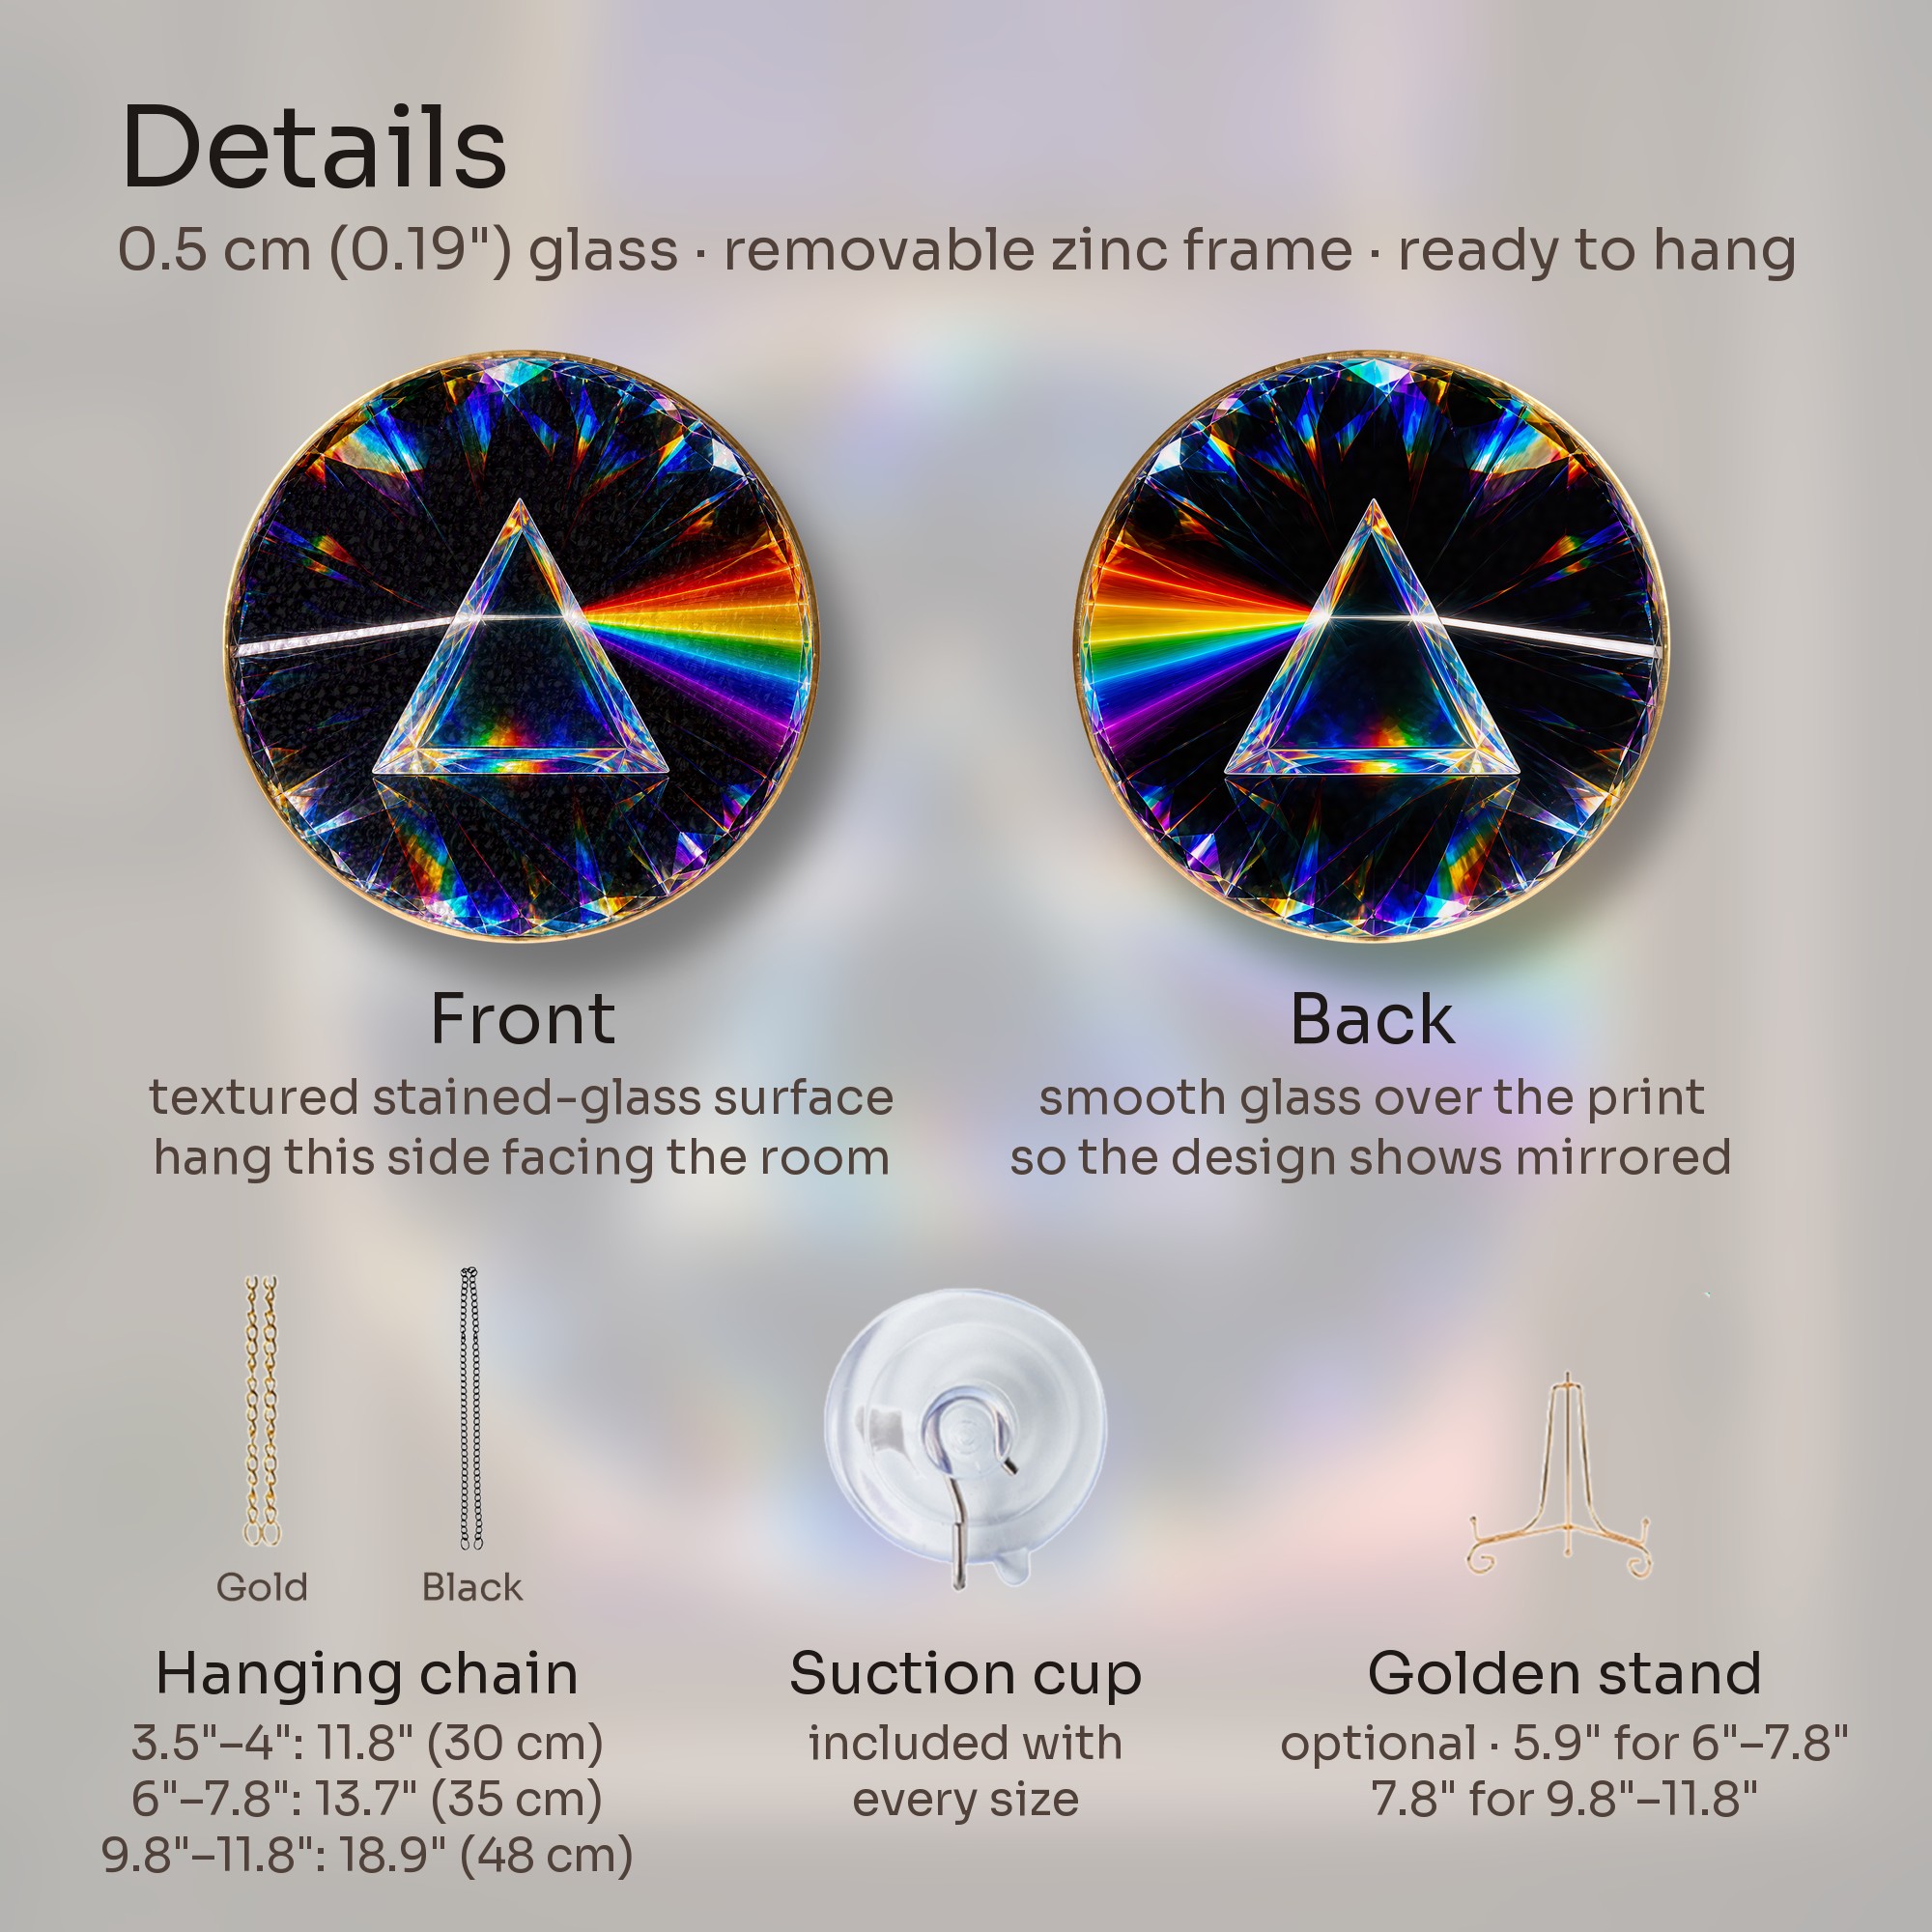 Details
0.5 cm (0.19") glass · removable zinc frame · ready to hang
Front
textured stained-glass surface
hang this side facing the room
Back
smooth glass over the print
so the design shows mirrored
Gold
Black
Hanging chain
3.5"–4": 11.8" (30 cm)
6"–7.8": 13.7" (35 cm)
9.8"–11.8": 18.9" (48 cm)
Suction cup
included with
every size
Golden stand
optional · 5.9" for 6"–7.8"
7.8" for 9.8"–11.8"